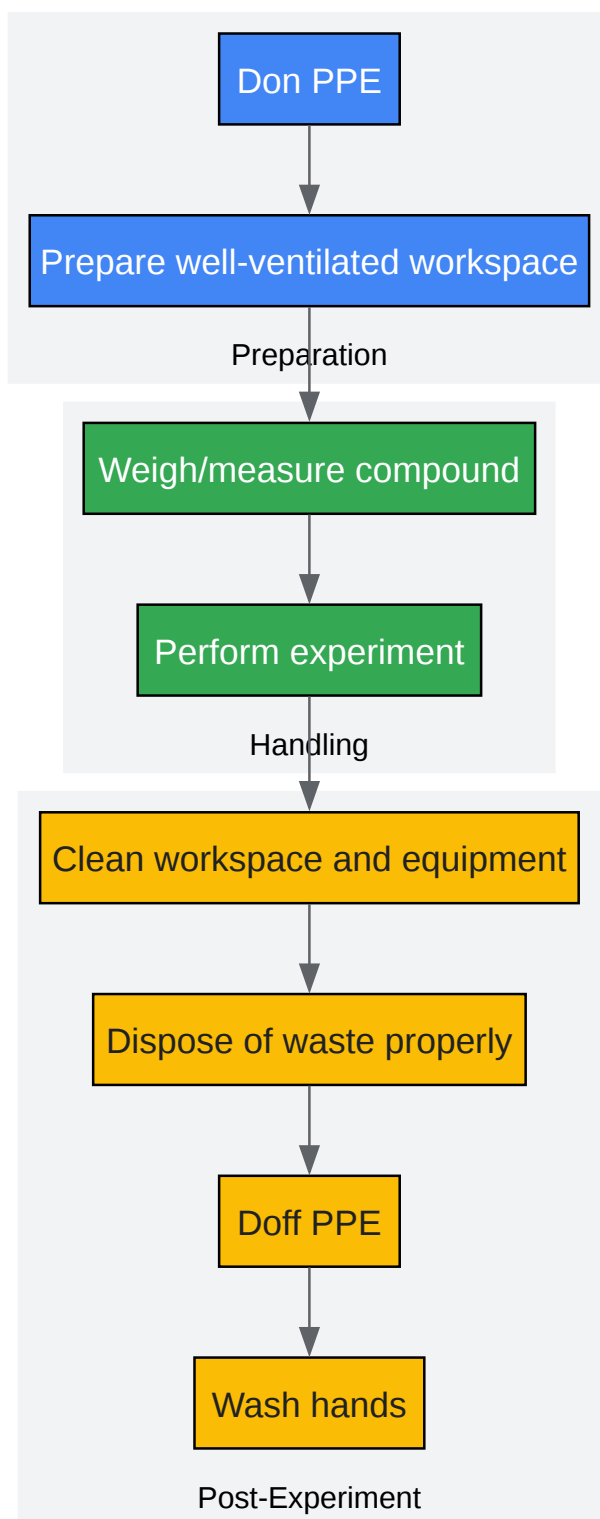 Don PPE
Prepare well-ventilated workspace
Preparation
Weigh/measure compound
Perform experiment
Handling
Clean workspace and equipment
Dispose of waste properly
Doff PPE
Wash hands
Post-Experiment